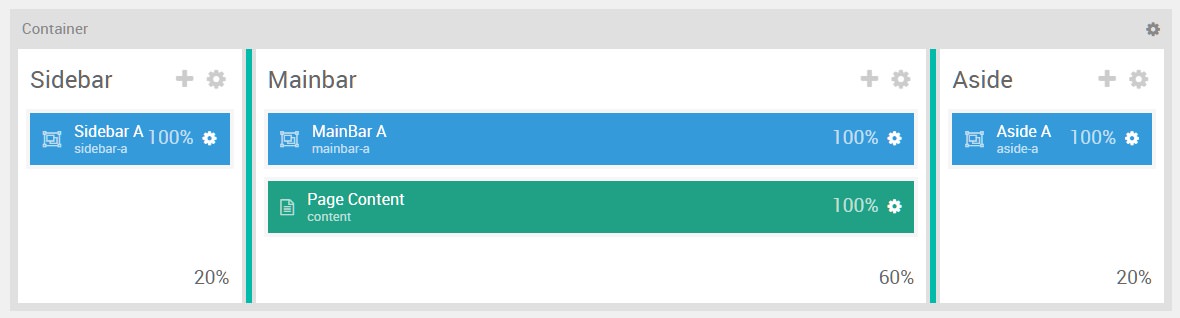 Container
Sidebar
Sidebar A 100%
sidebar-a
20%
Mainbar
MainBar A 100%
mainbar-a
Page Content 100%
content
60%
Aside
Aside A 100%
aside-a
20%